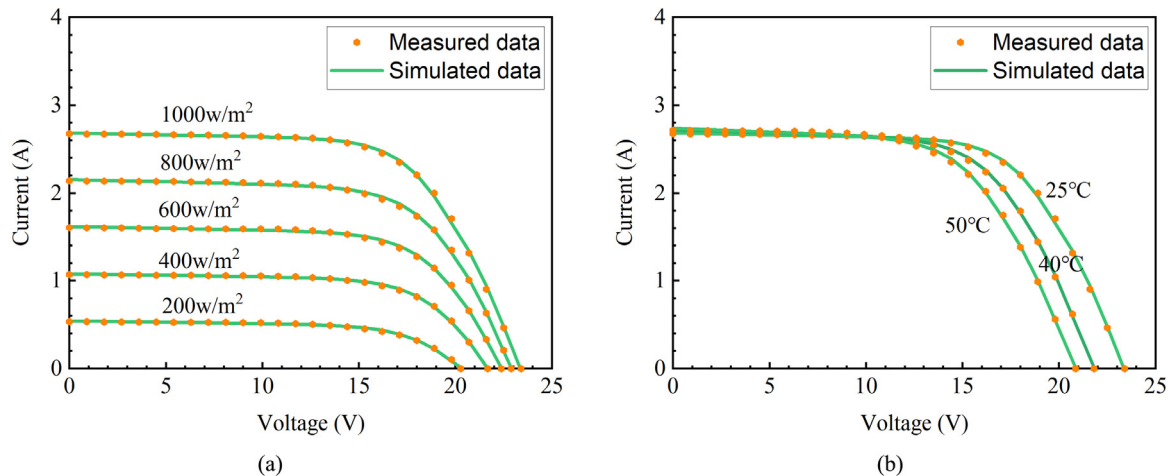 4
3
2
1
0
Current (A)
Measured data
Simulated data
1000w/m²
800w/m²
600w/m²
400w/m²
200w/m²
0 5 10 15 20 25
Voltage (V)
(a)
4
3
2
1
0
Current (A)
Measured data
Simulated data
25℃
50℃
40℃
0 5 10 15 20 25
Voltage (V)
(b)